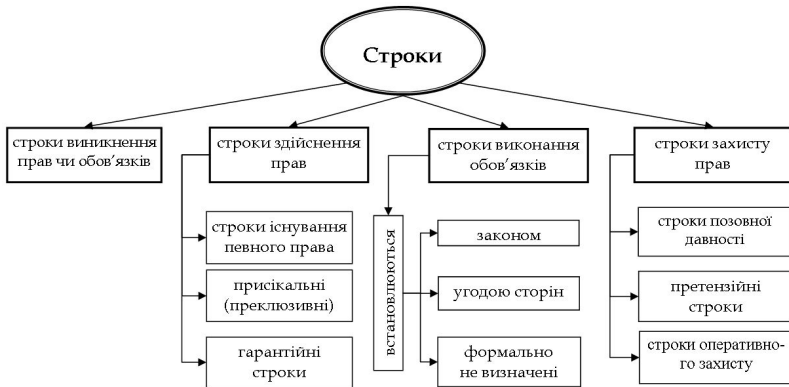 Строки
строки виникнення
прав чи обов’язків
строки здійснення
прав
строки виконання
обов’язків
строки захисту
прав
строки існування
певного права
присікальні
(преклюзивні)
гарантійні
строки
встановлюються
законом
угодою сторін
формально
не визначені
строки позовної
давності
претензійні
строки
строки оперативно-
го захисту